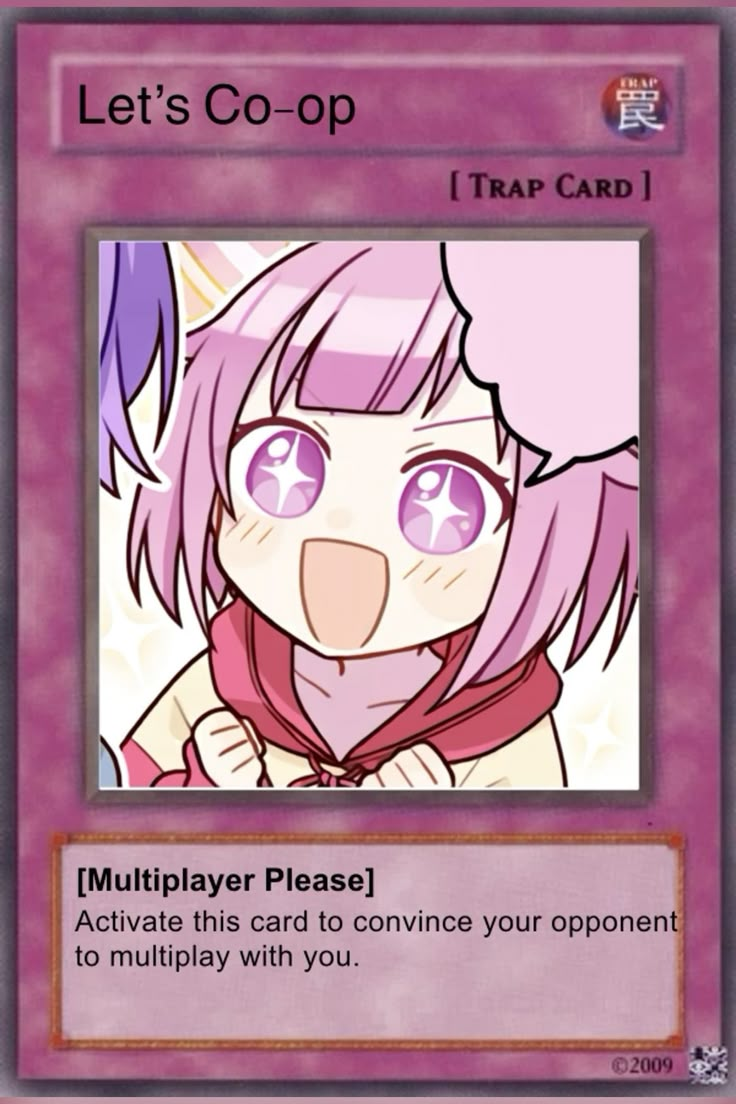 Let's Co-op
TRAP
罠
[ TRAP CARD ]
[Multiplayer Please]
Activate this card to convince your opponent
to multiplay with you.
©2009